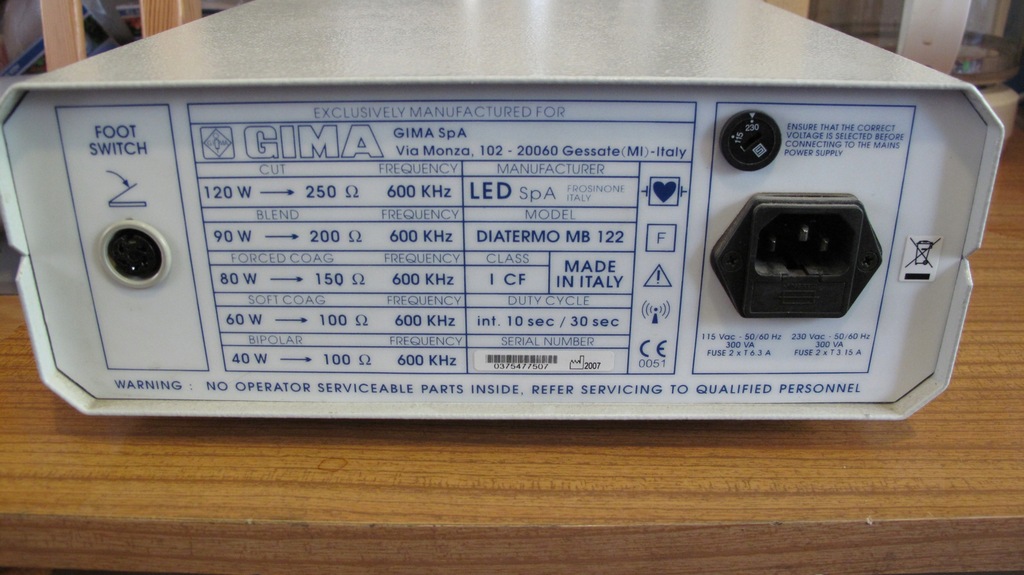 FOOT
SWITCH
EXCLUSIVELY MANUFACTURED FOR
GIMA
GIMA SpA
Via Monza, 102 - 20060 Gessate(MI)-Italy
CUT FREQUENCY
120 W → 250 Ω 600 KHz
BLEND FREQUENCY
90 W → 200 Ω 600 KHz
FORCED COAG FREQUENCY
80 W → 150 Ω 600 KHz
SOFT COAG FREQUENCY
60 W → 100 Ω 600 KHz
BIPOLAR FREQUENCY
40 W → 100 Ω 600 KHz
MANUFACTURER
LED SpA FROSINONE
ITALY
MODEL
DIATERMO MB 122
CLASS
I CF
MADE
IN ITALY
DUTY CYCLE
int. 10 sec / 30 sec
SERIAL NUMBER
0375477507
2007
F
CE
0051
115 230
ENSURE THAT THE CORRECT
VOLTAGE IS SELECTED BEFORE
CONNECTING TO THE MAINS
POWER SUPPLY
115 Vac - 50/60 Hz
300 VA
FUSE 2 x T 6.3 A
230 Vac - 50/60 Hz
300 VA
FUSE 2 x T 3.15 A
WARNING : NO OPERATOR SERVICEABLE PARTS INSIDE, REFER SERVICING TO QUALIFIED PERSONNEL